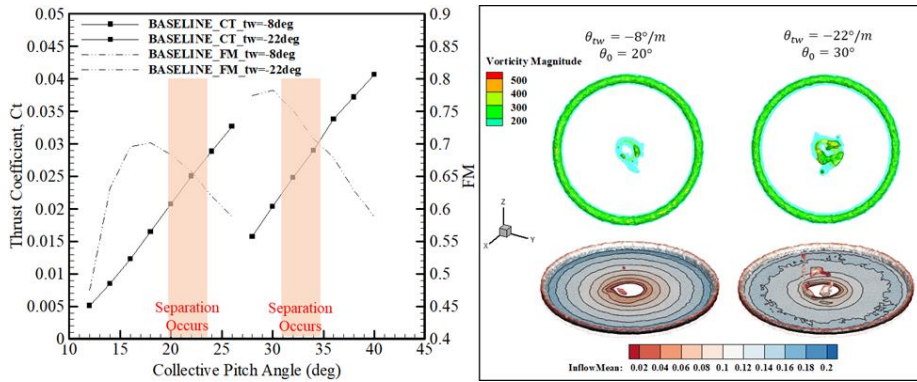 BASELINE_CT_tw=-8deg
BASELINE_CT_tw=-22deg
BASELINE_FM_tw=-8deg
BASELINE_FM_tw=-22deg
Thrust Coefficient, Ct
0.05
0.045
0.04
0.035
0.03
0.025
0.02
0.015
0.01
0.005
0
0.9
0.85
0.8
0.75
0.7
0.65
0.6
0.55
0.5
0.45
0.4
FM
Separation
Occurs
Separation
Occurs
10 15 20 25 30 35 40 45
Collective Pitch Angle (deg)
θtw = −8°/m
θ0 = 20°
θtw = −22°/m
θ0 = 30°
Vorticity Magnitude
500
400
300
200
Z
X
Y
InflowMean: 0.02 0.04 0.06 0.08 0.1 0.12 0.14 0.16 0.18 0.2